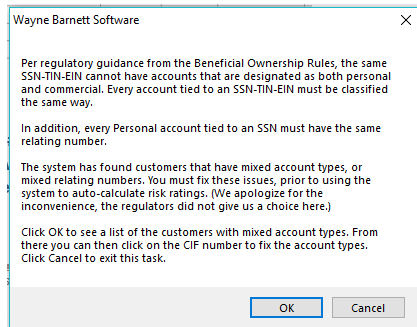 Wayne Barnett Software
Per regulatory guidance from the Beneficial Ownership Rules, the same
SSN-TIN-EIN cannot have accounts that are designated as both personal
and commercial. Every account tied to an SSN-TIN-EIN must be classified
the same way.
In addition, every Personal account tied to an SSN must have the same
relating number.
The system has found customers that have mixed account types, or
mixed relating numbers. You must fix these issues, prior to using the
system to auto-calculate risk ratings. (We apologize for the
inconvenience, the regulators did not give us a choice here.)
Click OK to see a list of the customers with mixed account types. From
there you can then click on the CIF number to fix the account types.
Click Cancel to exit this task.
OK
Cancel